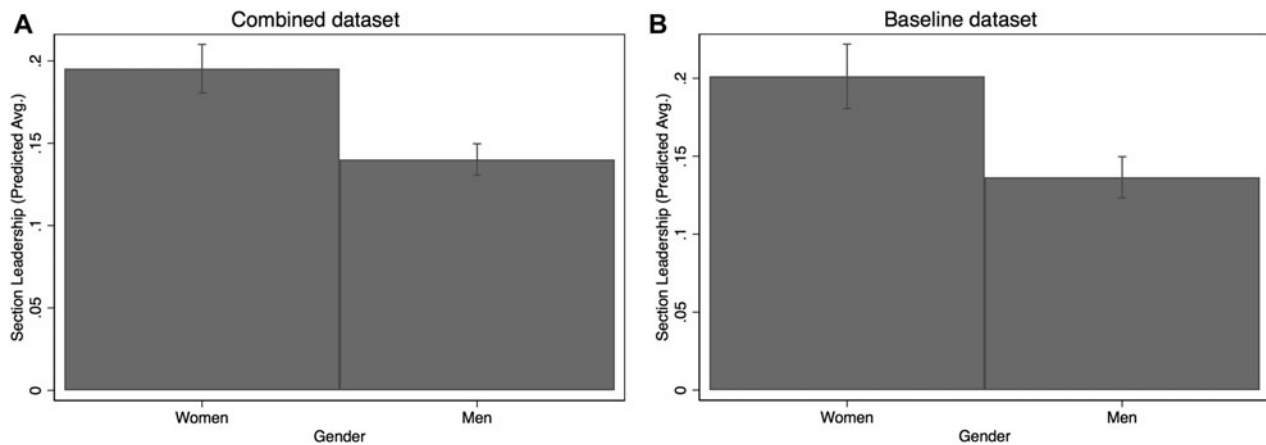 A
Combined dataset
Section Leadership (Predicted Avg.)
.2
.15
.1
.05
0
Women
Men
Gender
B
Baseline dataset
Section Leadership (Predicted Avg.)
.2
.15
.1
.05
0
Women
Men
Gender